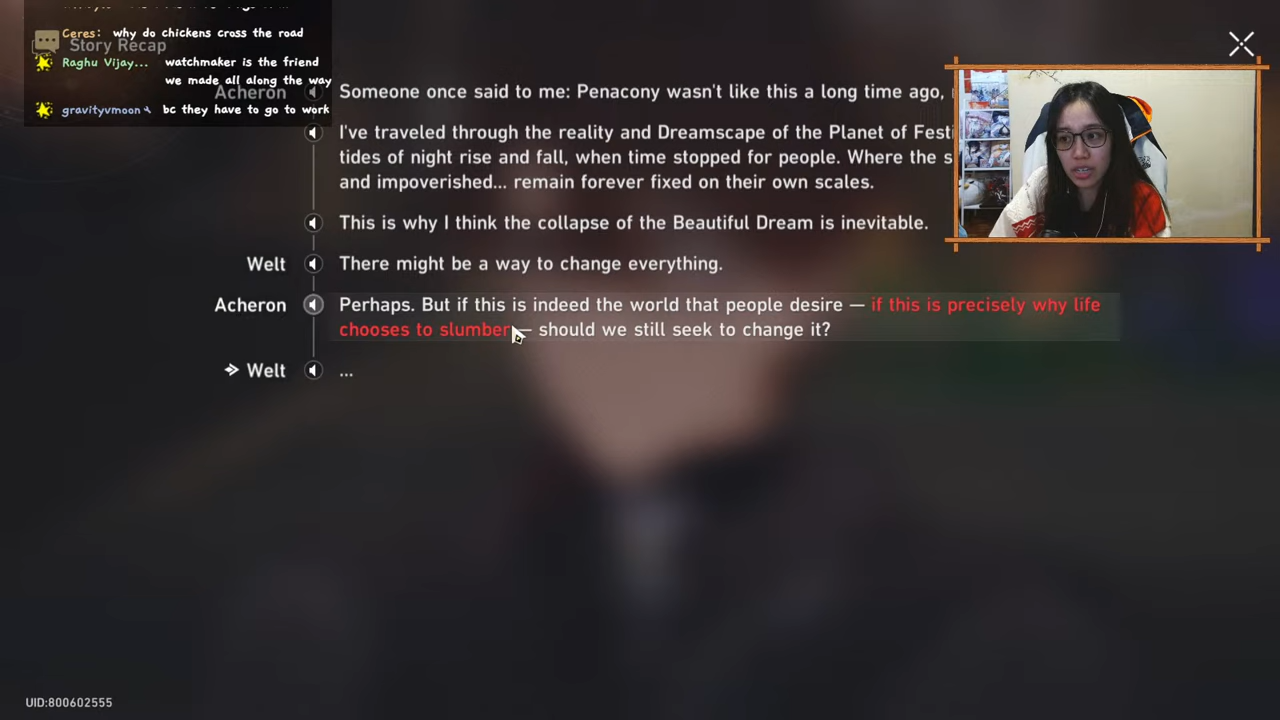 Ceres: why do chickens cross the road
Story Recap
Raghu Vijay... watchmaker is the friend
we made all along the way
gravityvmoon bc they have to go to work
Acheron Someone once said to me: Penacony wasn't like this a long time ago,
I've traveled through the reality and Dreamscape of the Planet of Festi
tides of night rise and fall, when time stopped for people. Where the s
and impoverished... remain forever fixed on their own scales.
This is why I think the collapse of the Beautiful Dream is inevitable.
Welt There might be a way to change everything.
Acheron Perhaps. But if this is indeed the world that people desire — if this is precisely why life
chooses to slumber — should we still seek to change it?
Welt ...
UID:800602555